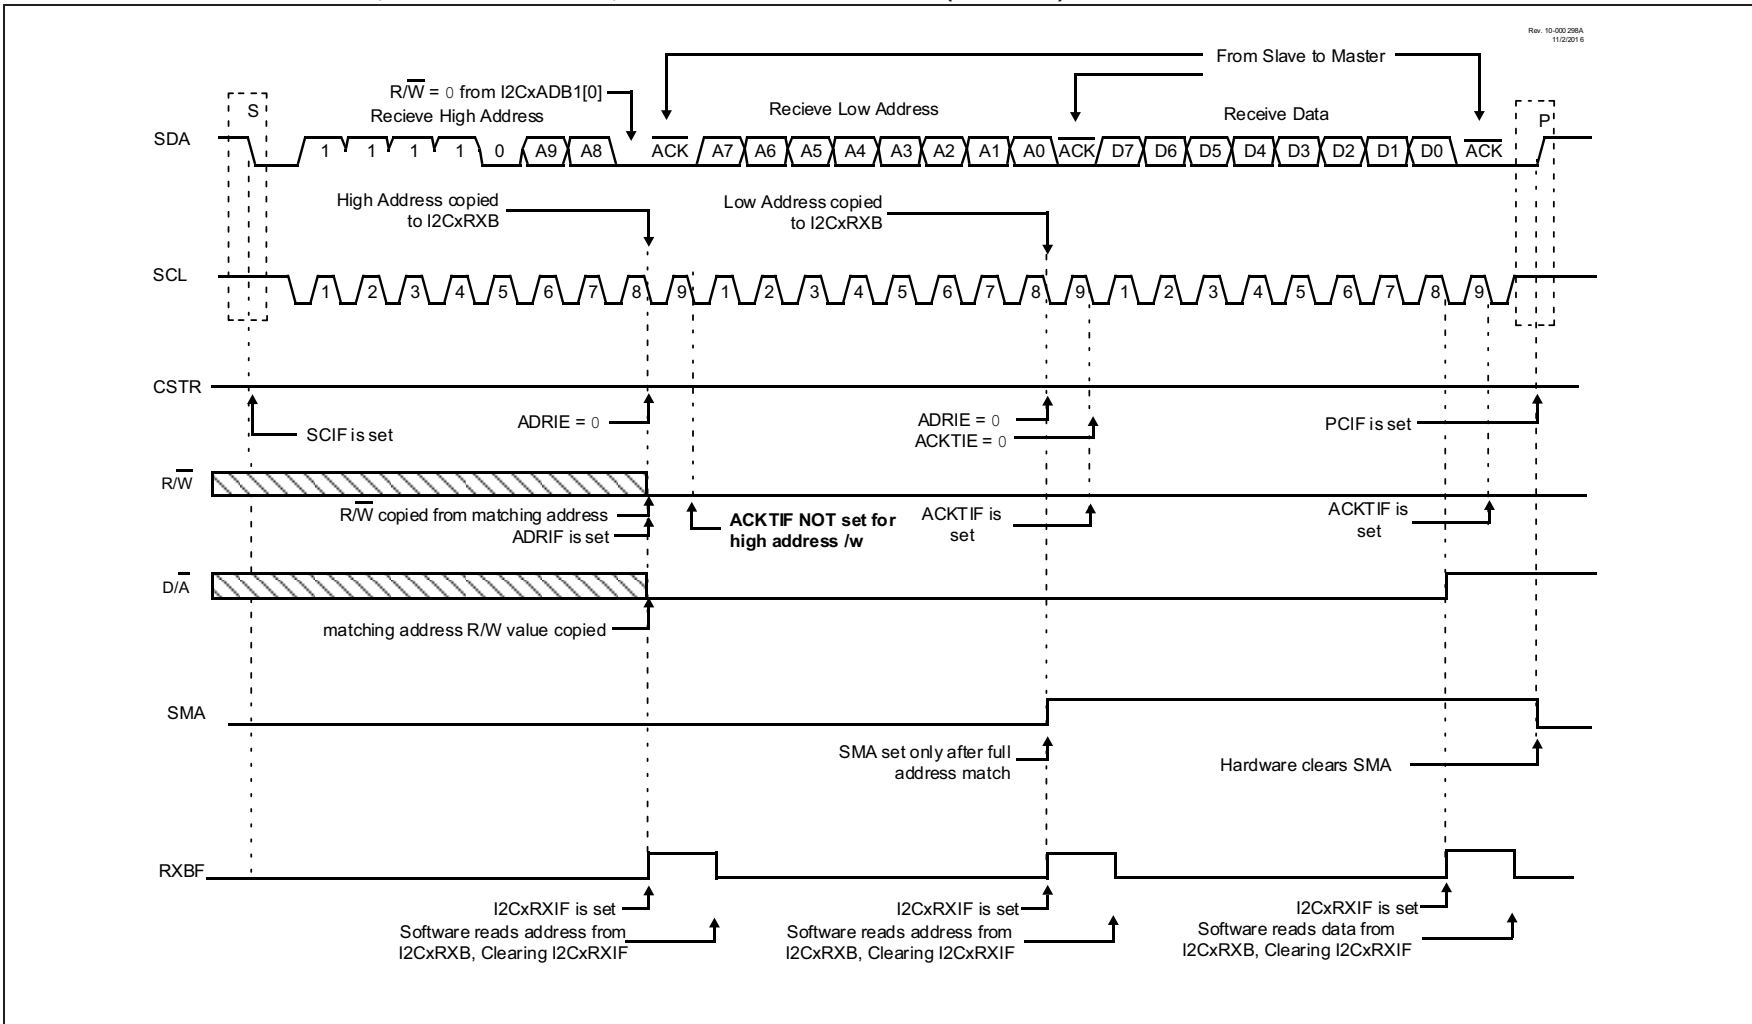 Rev. 10-000 298A
11/2/2016
From Slave to Master
R/W = 0 from I2CxADB1[0]
Recieve High Address
Recieve Low Address
Receive Data
S
P
SDA
1 1 1 1 0 A9 A8 ACK A7 A6 A5 A4 A3 A2 A1 A0 ACK D7 D6 D5 D4 D3 D2 D1 D0 ACK
High Address copied
to I2CxRXB
Low Address copied
to I2CxRXB
SCL
1 2 3 4 5 6 7 8 9 1 2 3 4 5 6 7 8 9 1 2 3 4 5 6 7 8 9
CSTR
SCIF is set
ADRIE = 0
ADRIE = 0
ACKTIE = 0
PCIF is set
R/W
R/W copied from matching address
ADRIF is set
ACKTIF NOT set for
high address /w
ACKTIF is
set
ACKTIF is
set
D/A
matching address R/W value copied
SMA
SMA set only after full
address match
Hardware clears SMA
RXBF
I2CxRXIF is set
Software reads address from
I2CxRXB, Clearing I2CxRXIF
I2CxRXIF is set
Software reads address from
I2CxRXB, Clearing I2CxRXIF
I2CxRXIF is set
Software reads data from
I2CxRXB, Clearing I2CxRXIF